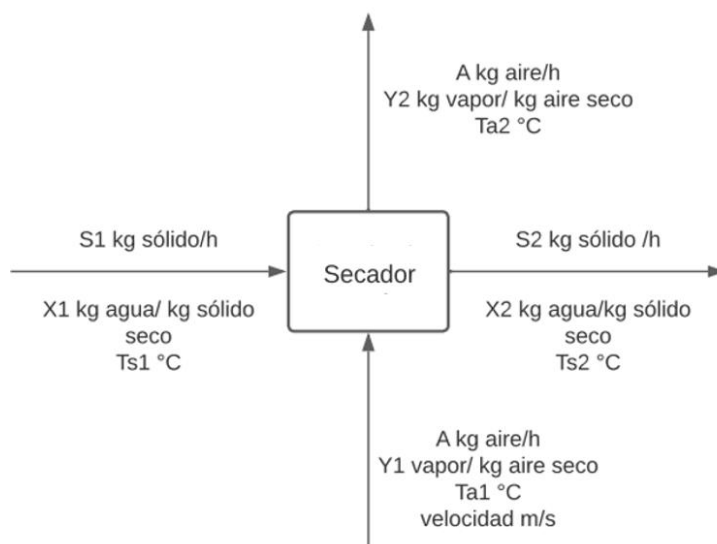 A kg aire/h
Y2 kg vapor/ kg aire seco
Ta2 °C
S1 kg sólido/h
X1 kg agua/ kg sólido
seco
Ts1 °C
Secador
S2 kg sólido /h
X2 kg agua/kg sólido
seco
Ts2 °C
A kg aire/h
Y1 vapor/ kg aire seco
Ta1 °C
velocidad m/s